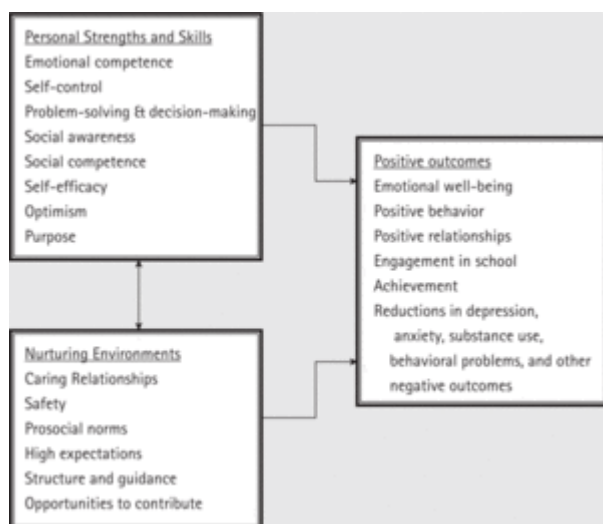 Personal Strengths and Skills
Emotional competence
Self-control
Problem-solving & decision-making
Social awareness
Social competence
Self-efficacy
Optimism
Purpose
Nurturing Environments
Caring Relationships
Safety
Prosocial norms
High expectations
Structure and guidance
Opportunities to contribute
Positive outcomes
Emotional well-being
Positive behavior
Positive relationships
Engagement in school
Achievement
Reductions in depression,
anxiety, substance use,
behavioral problems, and other
negative outcomes